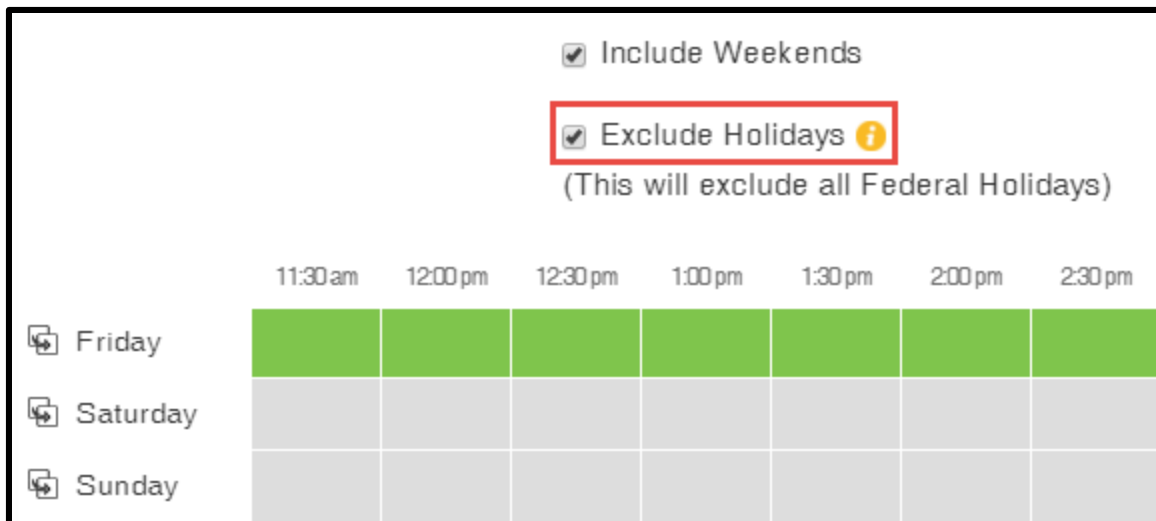 Include Weekends
Exclude Holidays
(This will exclude all Federal Holidays)
11:30 am 12:00 pm 12:30 pm 1:00 pm 1:30 pm 2:00 pm 2:30 pm
Friday
Saturday
Sunday